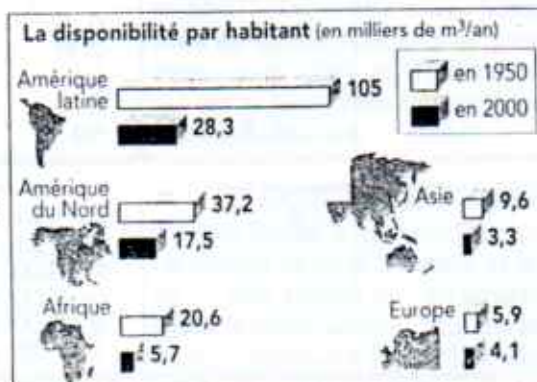 La disponibilité par habitant (en milliers de m³/an)
Amérique
latine
105
28,3
en 1950
en 2000
Amérique
du Nord
37,2
17,5
Asie
9,6
3,3
Afrique
20,6
5,7
Europe
5,9
4,1